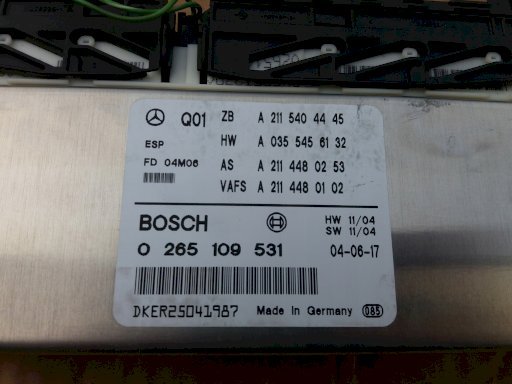 Q01 ZB A 211 540 44 45
ESP HW A 035 545 61 32
FD 04M06 AS A 211 448 02 53
VAFS A 211 448 01 02
BOSCH HW 11/04
SW 11/04
0 265 109 531 04-06-17
DKER25041987 Made in Germany 085